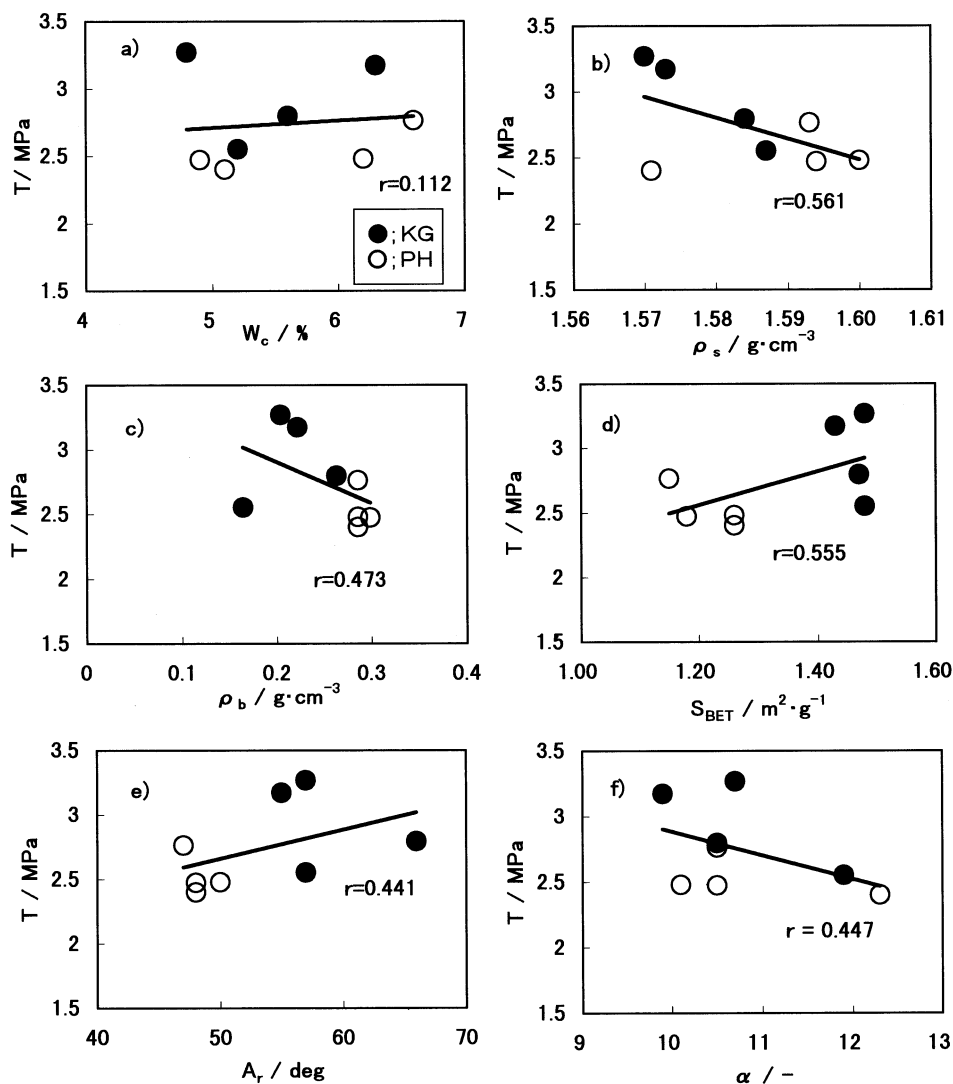 a)
T/ MPa
3.5
3
2.5
2
1.5
r=0.112
●; KG
○; PH
4
5
6
7
W_c / %
b)
T / MPa
3.5
3
2.5
2
1.5
r=0.561
1.56
1.57
1.58
1.59
1.60
1.61
ρ_s / g·cm⁻³
c)
T / MPa
3.5
3
2.5
2
1.5
r=0.473
0
0.1
0.2
0.3
0.4
ρ_b / g·cm⁻³
d)
T / MPa
3.5
3
2.5
2
1.5
r=0.555
1.00
1.20
1.40
1.60
S_BET / m²·g⁻¹
e)
T / MPa
3.5
3
2.5
2
1.5
r=0.441
40
50
60
70
A_r / deg
f)
T / MPa
3.5
3
2.5
2
1.5
r = 0.447
9
10
11
12
13
α / -